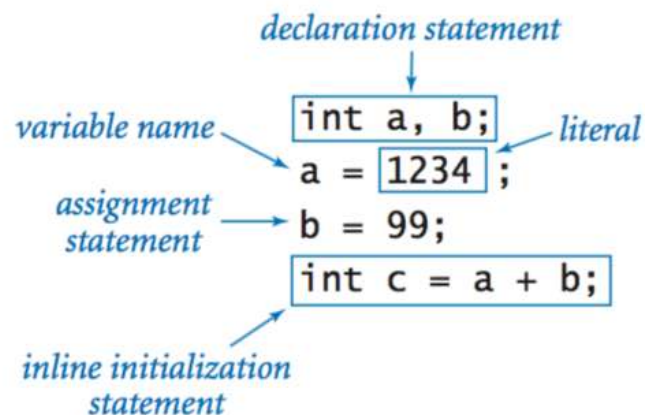 declaration statement
int a, b;
variable name
literal
a = 1234 ;
assignment
statement
b = 99;
int c = a + b;
inline initialization
statement